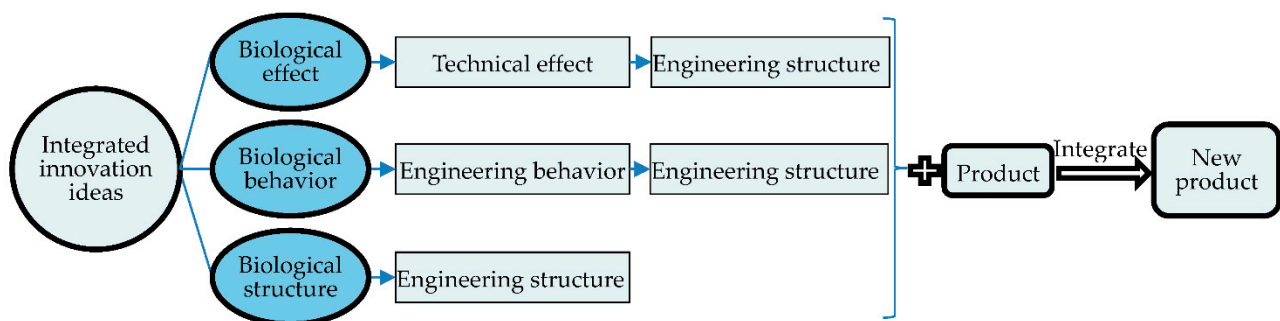 Integrated
innovation
ideas
Biological
effect
Technical effect
Engineering structure
Biological
behavior
Engineering behavior
Engineering structure
Biological
structure
Engineering structure
Product
Integrate
New
product